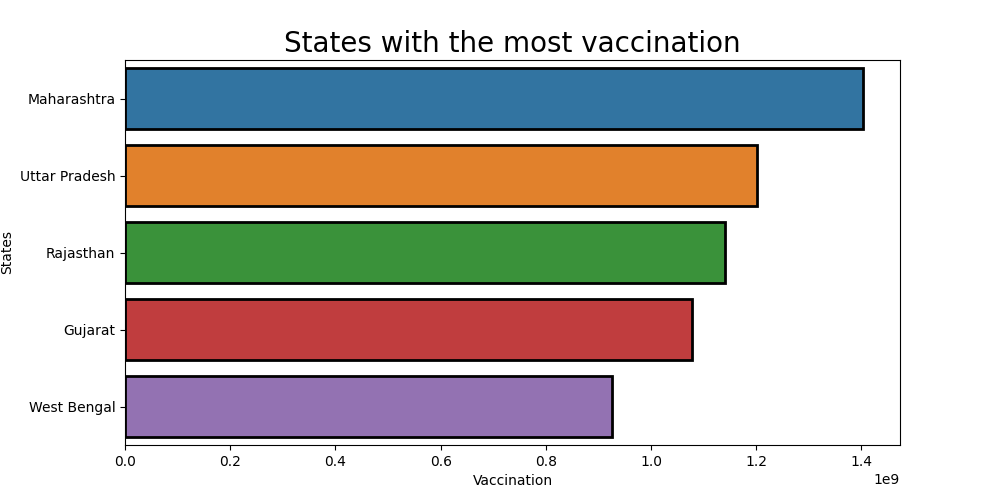 States with the most vaccination
States
Maharashtra
Uttar Pradesh
Rajasthan
Gujarat
West Bengal
0.0 0.2 0.4 0.6 0.8 1.0 1.2 1.4
1e9
Vaccination